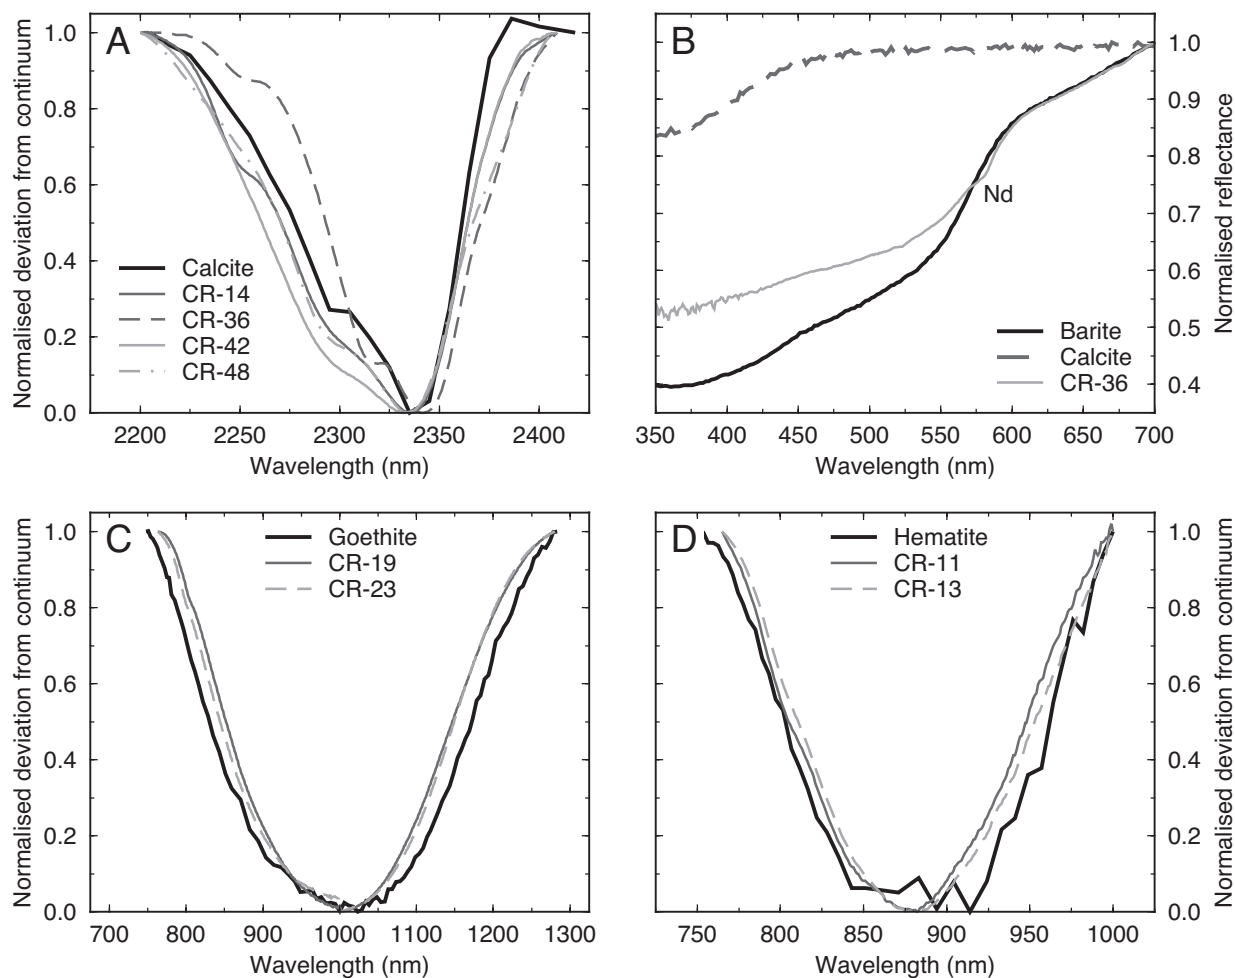 A
Normalised deviation from continuum
1.0
0.8
0.6
0.4
0.2
0.0
Calcite
CR-14
CR-36
CR-42
CR-48
2200 2250 2300 2350 2400
Wavelength (nm)
B
Normalised reflectance
1.0
0.9
0.8
0.7
0.6
0.5
0.4
Nd
Barite
Calcite
CR-36
350 400 450 500 550 600 650 700
Wavelength (nm)
C
Normalised deviation from continuum
1.0
0.8
0.6
0.4
0.2
0.0
Goethite
CR-19
CR-23
700 800 900 1000 1100 1200 1300
Wavelength (nm)
D
Normalised deviation from continuum
1.0
0.8
0.6
0.4
0.2
0.0
Hematite
CR-11
CR-13
750 800 850 900 950 1000
Wavelength (nm)